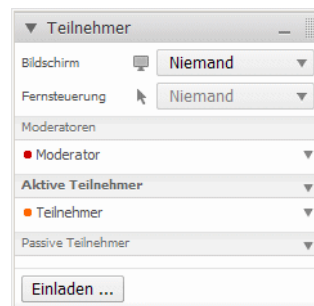 Teilnehmer
Bildschirm Niemand
Fernsteuerung Niemand
Moderatoren
Moderator
Aktive Teilnehmer
Teilnehmer
Passive Teilnehmer
Einladen ...